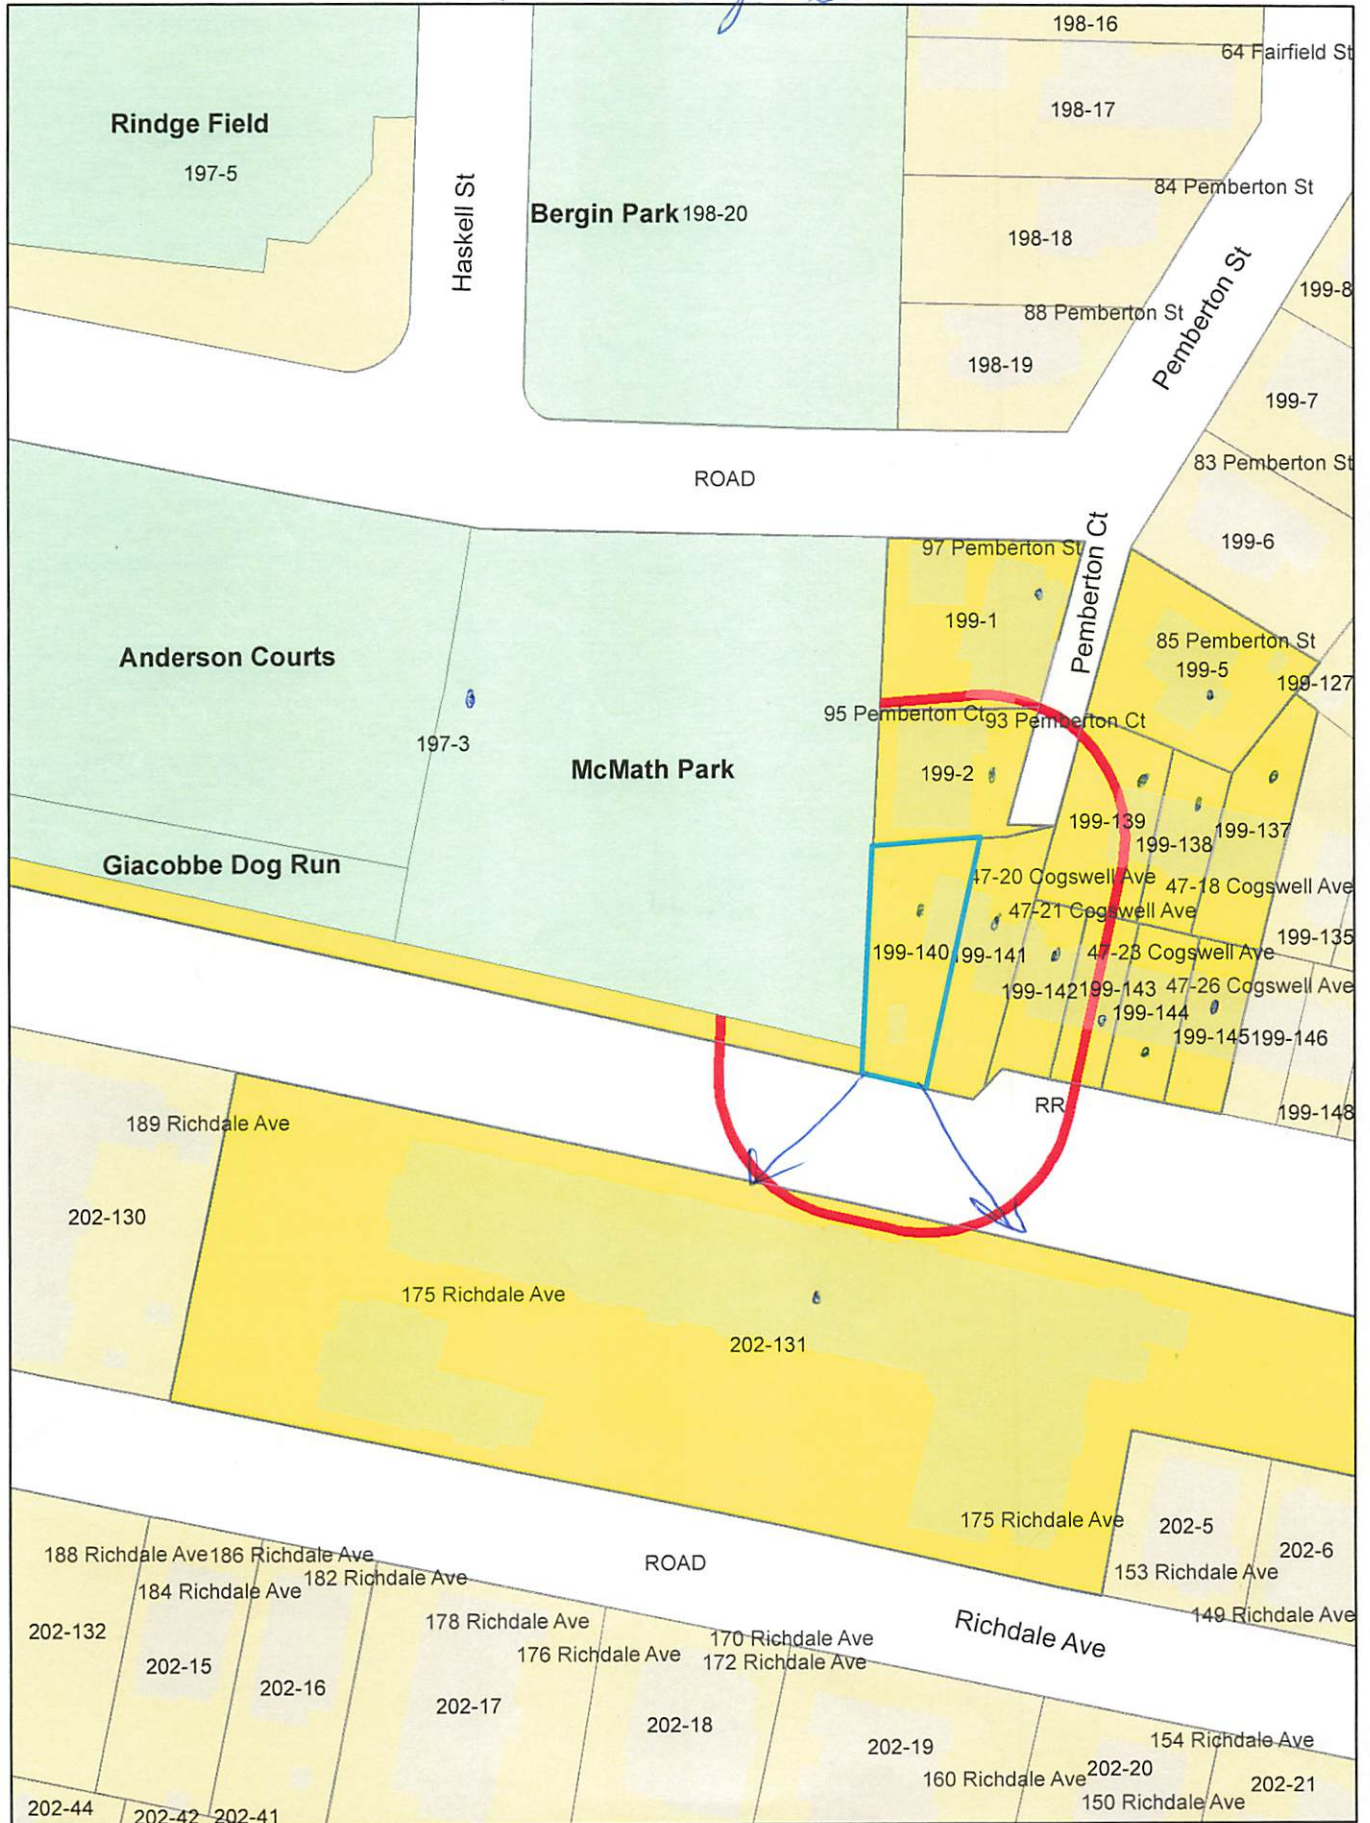 198-16
64 Fairfield St
Rindge Field
198-17
197-5
84 Pemberton St
Haskell St
Bergin Park 198-20
198-18
Pemberton St
199-8
88 Pemberton St
198-19
199-7
83 Pemberton St
ROAD
Pemberton Ct
199-6
97 Pemberton St
199-1
Anderson Courts
85 Pemberton St
199-5
199-127
95 Pemberton Ct 93 Pemberton Ct
197-3
McMath Park
199-2
199-139
199-138
199-137
Giacobbe Dog Run
47-20 Cogswell Ave
47-18 Cogswell Ave
47-21 Cogswell Ave
199-135
199-140
199-141
47-23 Cogswell Ave
199-142
199-143
47-26 Cogswell Ave
199-144
199-145
199-146
RR
199-148
189 Richdale Ave
202-130
175 Richdale Ave
202-131
175 Richdale Ave
202-5
202-6
188 Richdale Ave 186 Richdale Ave
ROAD
153 Richdale Ave
184 Richdale Ave
182 Richdale Ave
149 Richdale Ave
202-132
178 Richdale Ave
Richdale Ave
170 Richdale Ave
176 Richdale Ave
172 Richdale Ave
202-15
202-16
202-17
202-18
202-19
154 Richdale Ave
202-20
160 Richdale Ave
202-21
150 Richdale Ave
202-44
202-42
202-41